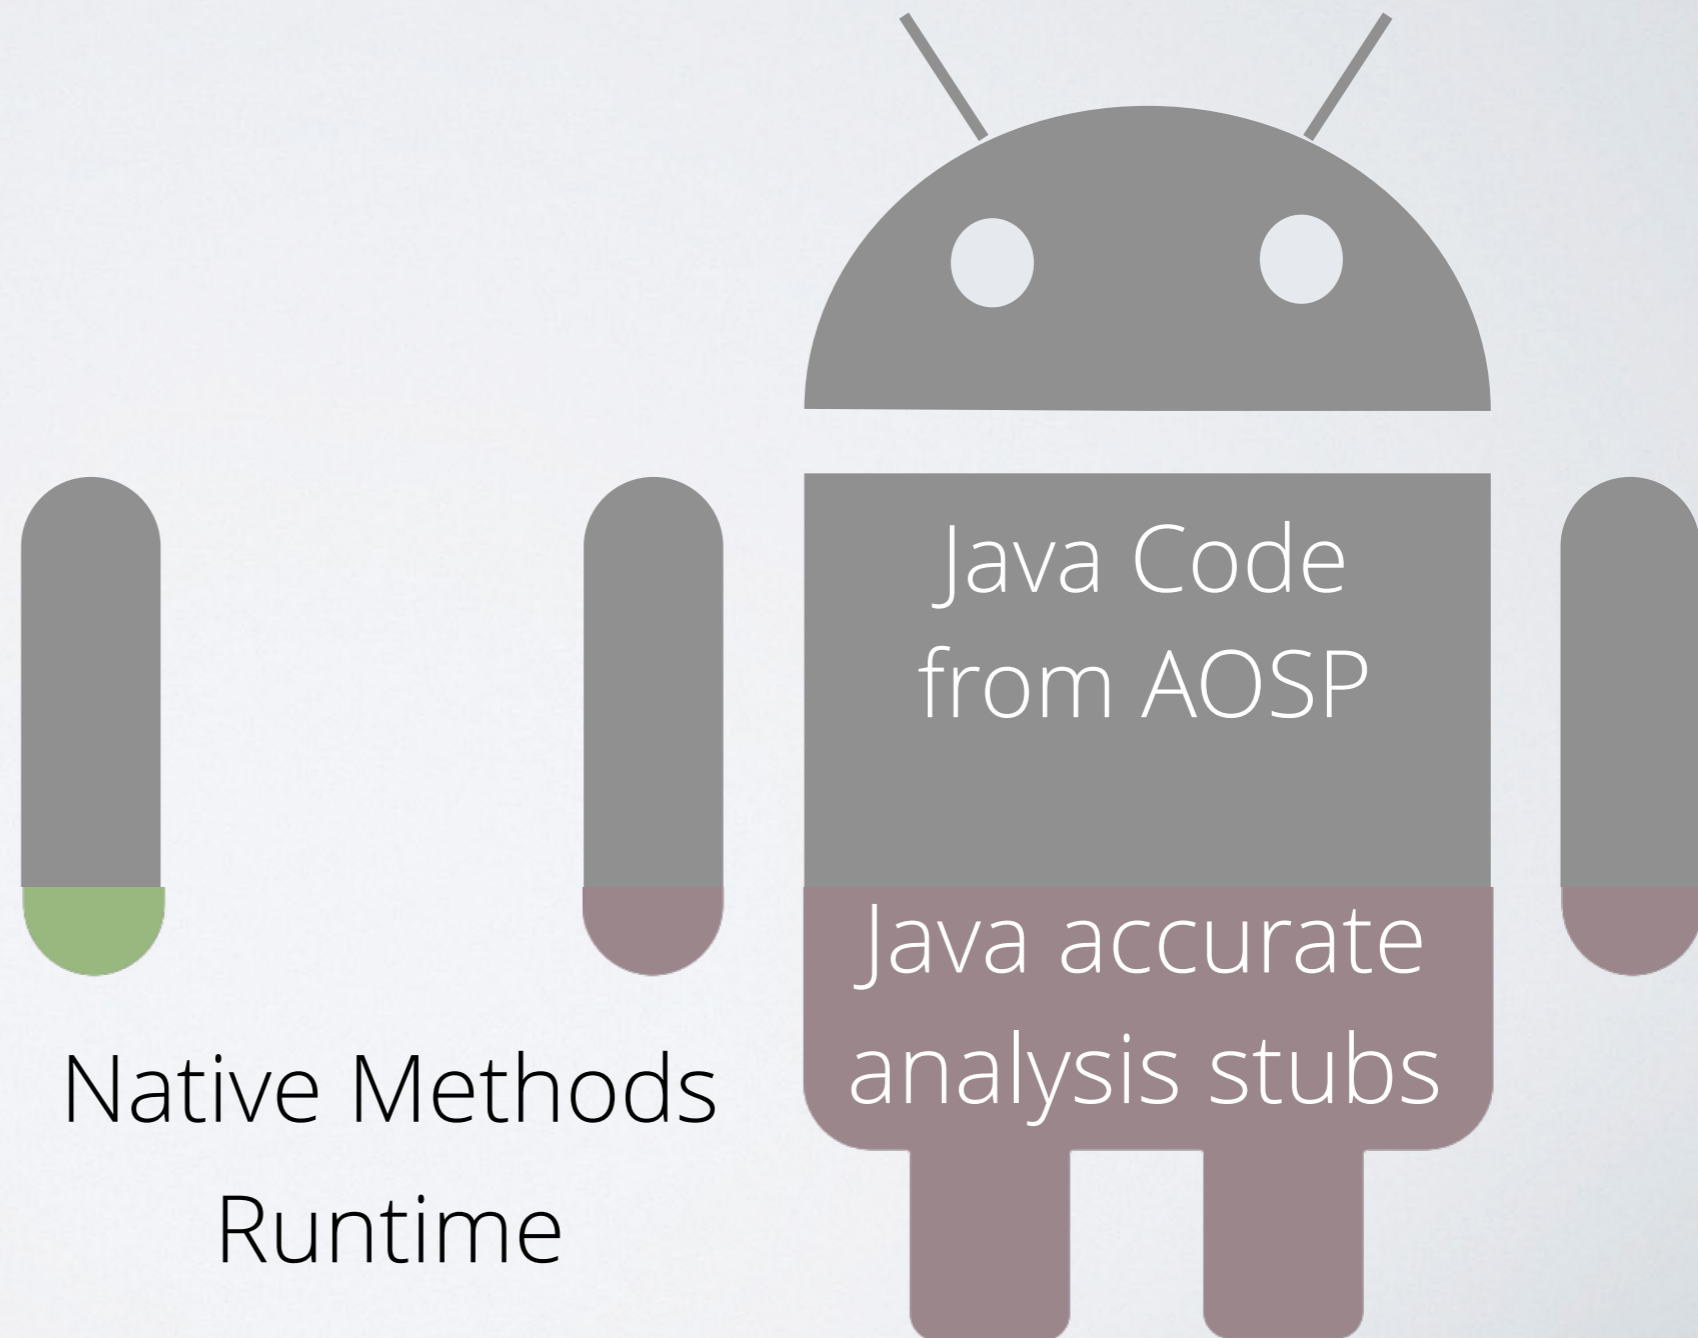 Java Code
from AOSP
Java accurate
analysis stubs
Native Methods
Runtime